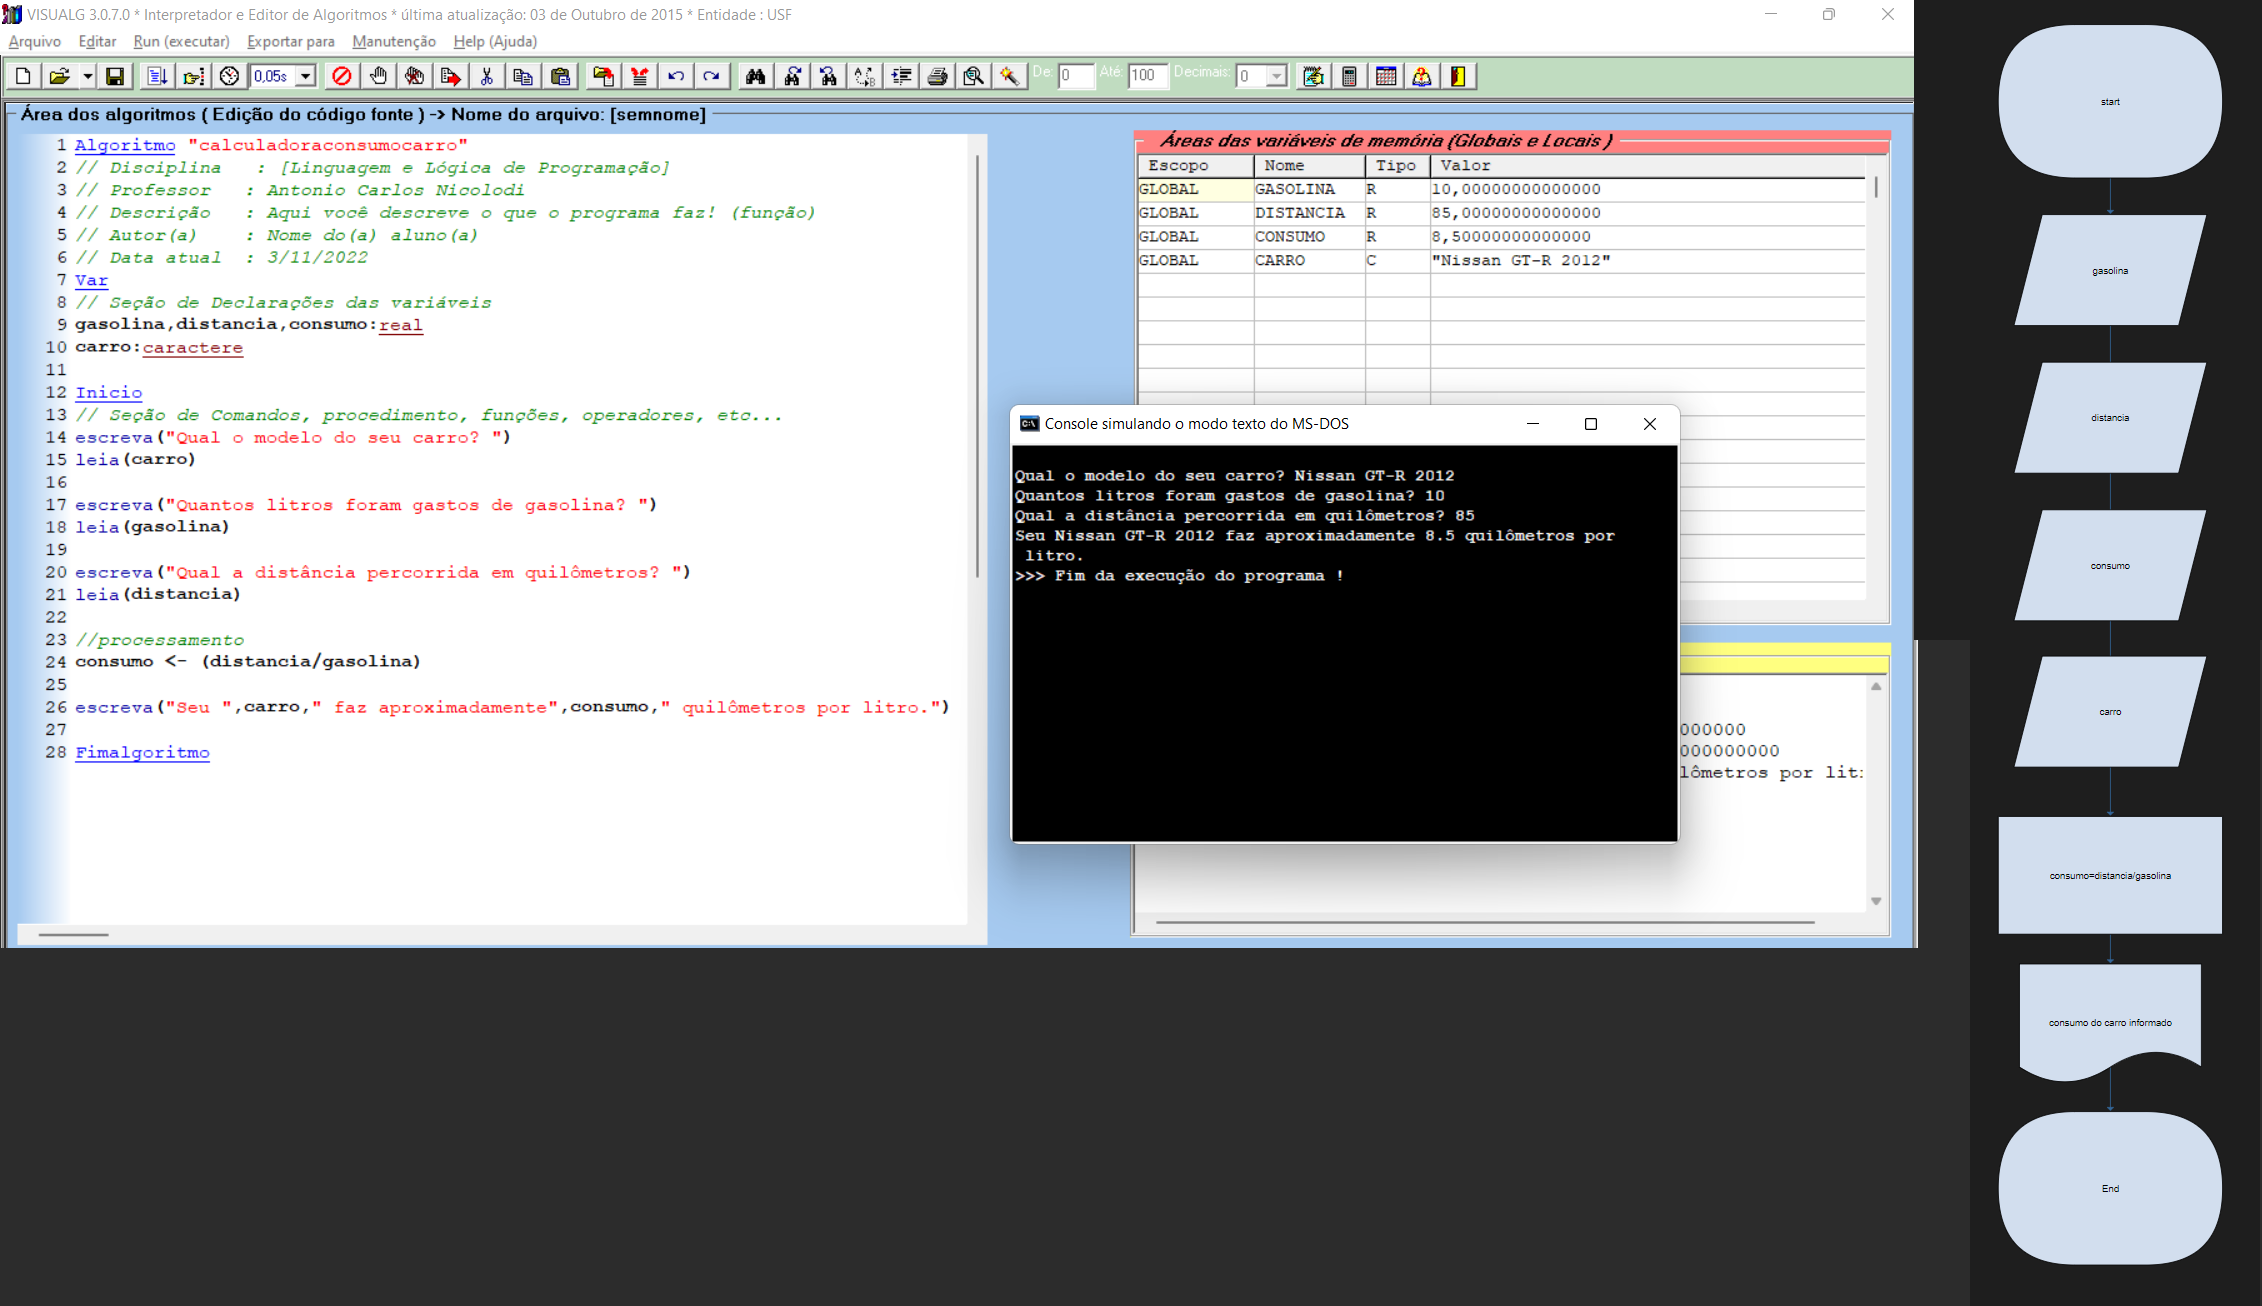 VISUALG 3.0.7.0 * Interpretador e Editor de Algoritmos * última atualização: 03 de Outubro de 2015 * Entidade : USF
Arquivo Editar Run (executar) Exportar para Manutenção Help (Ajuda)
0,05s De: 0 Até: 100 Decimais: 0
Área dos algoritmos ( Edição do código fonte ) -> Nome do arquivo: [semnome]
1 Algoritmo "calculadoraconsumocarro"
2 // Disciplina : [Linguagem e Lógica de Programação]
3 // Professor : Antonio Carlos Nicolodi
4 // Descrição : Aqui você descreve o que o programa faz! (função)
5 // Autor(a) : Nome do(a) aluno(a)
6 // Data atual : 3/11/2022
7 Var
8 // Seção de Declarações das variáveis
9 gasolina,distancia,consumo:real
10 carro:caractere
11
12 Inicio
13 // Seção de Comandos, procedimento, funções, operadores, etc...
14 escreva("Qual o modelo do seu carro? ")
15 leia(carro)
16
17 escreva("Quantos litros foram gastos de gasolina? ")
18 leia(gasolina)
19
20 escreva("Qual a distância percorrida em quilômetros? ")
21 leia(distancia)
22
23 //processamento
24 consumo <- (distancia/gasolina)
25
26 escreva("Seu ",carro," faz aproximadamente",consumo," quilômetros por litro.")
27
28 Fimalgoritmo
Áreas das variáveis de memória (Globais e Locais )
Escopo Nome Tipo Valor
GLOBAL GASOLINA R 10,00000000000000
GLOBAL DISTANCIA R 85,00000000000000
GLOBAL CONSUMO R 8,50000000000000
GLOBAL CARRO C "Nissan GT-R 2012"
Console simulando o modo texto do MS-DOS
Qual o modelo do seu carro? Nissan GT-R 2012
Quantos litros foram gastos de gasolina? 10
Qual a distância percorrida em quilômetros? 85
Seu Nissan GT-R 2012 faz aproximadamente 8.5 quilômetros por
litro.
>>> Fim da execução do programa !
000000
000000000
lômetros por lit
start
gasolina
distancia
consumo
carro
consumo=distancia/gasolina
consumo do carro informado
End